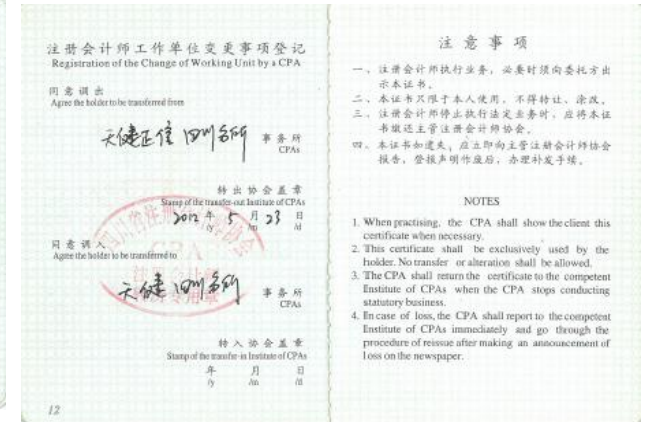 注册会计师工作单位变更事项登记
Registration of the Change of Working Unit by a CPA
同意调出
Agree the holder to be transferred from
天健正信 四川分所 事务所
CPAs
转出协会盖章
Stamp of the transfer-out Institute of CPAs
2012 年 5 月 23 日
/y /m /d
同意调入
Agree the holder to be transferred to
天健 四川分所 事务所
CPAs
转入协会盖章
Stamp of the transfer-in Institute of CPAs
年 月 日
/y /m /d
12
注意事项
一、注册会计师执行业务，必要时须向委托方出
示本证书。
二、本证书只限于本人使用，不得转让、涂改。
三、注册会计师停止执行法定业务时，应将本证
书缴还主管注册会计师协会。
四、本证书如遗失，应立即向主管注册会计师协会
报告，登报声明作废后，办理补发手续。
NOTES
1. When practising, the CPA shall show the client this
certificate when necessary.
2. This certificate shall be exclusively used by the
holder. No transfer or alteration shall be allowed.
3. The CPA shall return the certificate to the competent
Institute of CPAs when the CPA stops conducting
statutory business.
4. In case of loss, the CPA shall report to the competent
Institute of CPAs immediately and go through the
procedure of reissue after making an announcement of
loss on the newspaper.